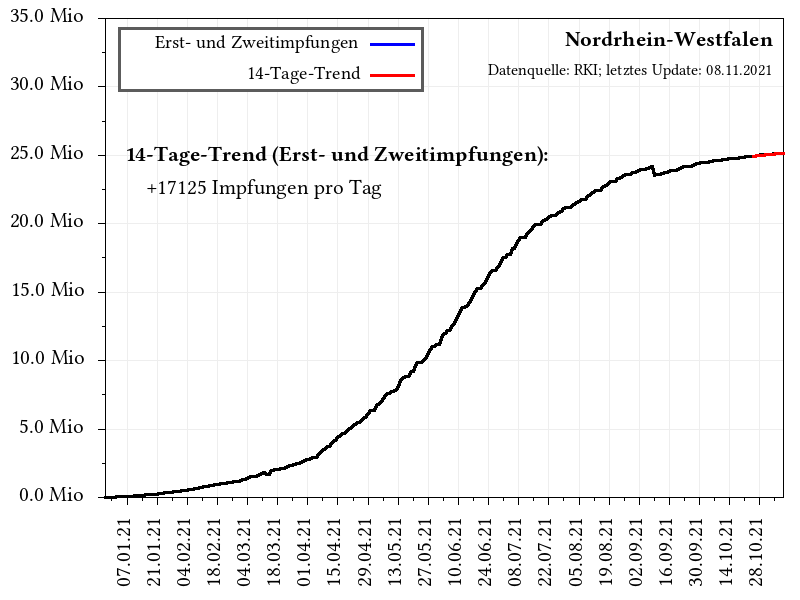 35.0 Mio
30.0 Mio
25.0 Mio
20.0 Mio
15.0 Mio
10.0 Mio
5.0 Mio
0.0 Mio
Erst- und Zweitimpfungen
14-Tage-Trend
Nordrhein-Westfalen
Datenquelle: RKI; letztes Update: 08.11.2021
14-Tage-Trend (Erst- und Zweitimpfungen):
+17125 Impfungen pro Tag
07.01.21
21.01.21
04.02.21
18.02.21
04.03.21
18.03.21
01.04.21
15.04.21
29.04.21
13.05.21
27.05.21
10.06.21
24.06.21
08.07.21
22.07.21
05.08.21
19.08.21
02.09.21
16.09.21
30.09.21
14.10.21
28.10.21